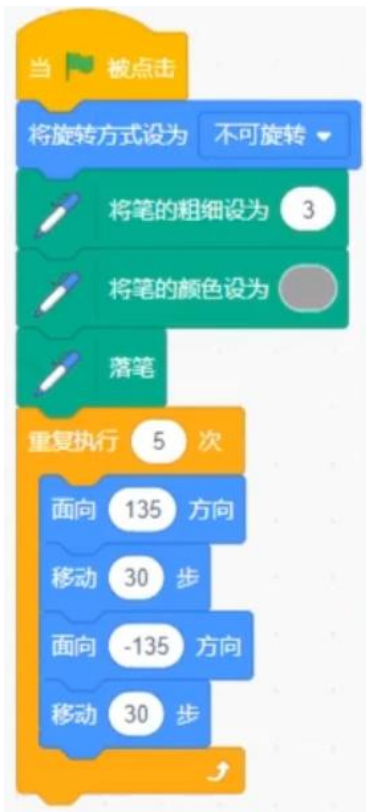 当 被点击
将旋转方式设为 不可旋转
将笔的粗细设为 3
将笔的颜色设为
落笔
重复执行 5 次
面向 135 方向
移动 30 步
面向 -135 方向
移动 30 步